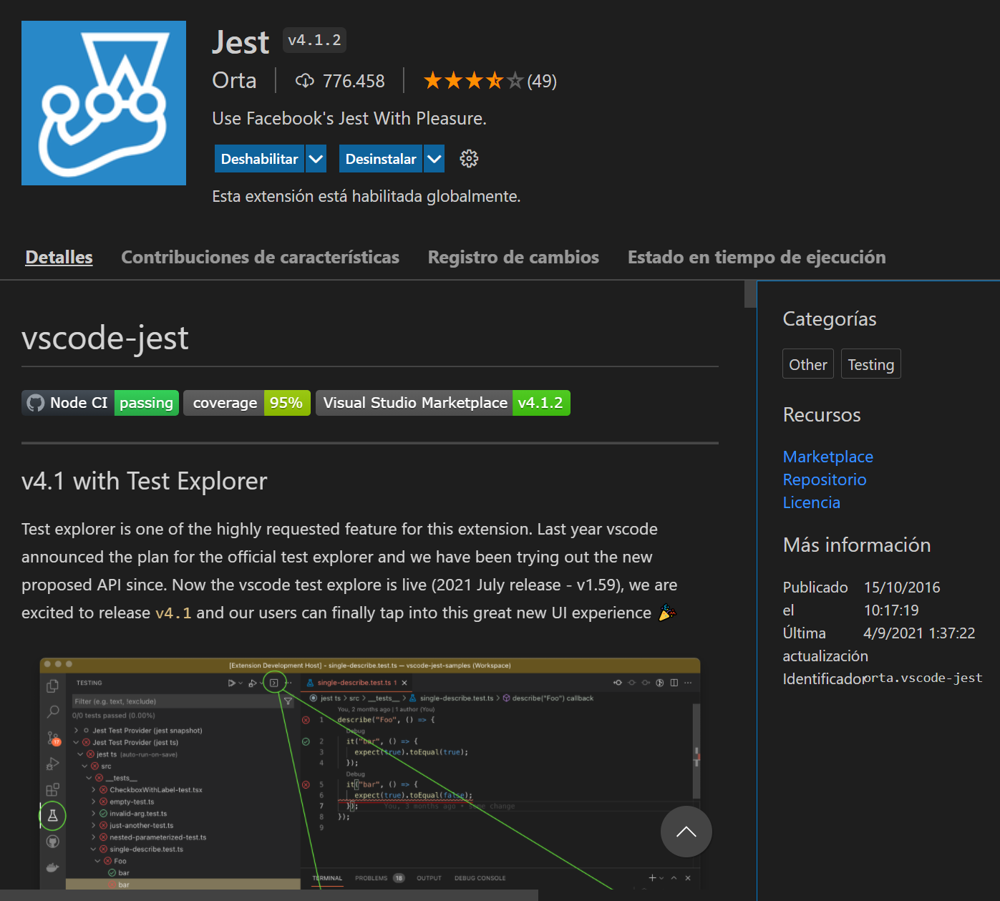 Jest v4.1.2
Orta 776.458 (49)
Use Facebook's Jest With Pleasure.
Deshabilitar Desinstalar
Esta extensión está habilitada globalmente.
Detalles Contribuciones de características Registro de cambios Estado en tiempo de ejecución
vscode-jest
Node CI passing coverage 95% Visual Studio Marketplace v4.1.2
v4.1 with Test Explorer
Test explorer is one of the highly requested feature for this extension. Last year vscode
announced the plan for the official test explorer and we have been trying out the new
proposed API since. Now the vscode test explore is live (2021 July release - v1.59), we are
excited to release v4.1 and our users can finally tap into this great new UI experience 🎉
[Extension Development Host] - single-describe.test.ts — vscode-jest-samples (Workspace)
TESTING
Filter (e.g. text, !exclude)
0/0 tests passed (0.00%)
Jest Test Provider (jest snapshot)
Jest Test Provider (jest ts)
jest ts (auto-run-on-save)
src
__tests__
CheckboxWithLabel-test.tsx
empty-test.ts
invalid-arg.test.ts
just-another-test.ts
nested-parameterized-test.ts
single-describe.test.ts
Foo
bar
bar
17
single-describe.test.ts 1
jest ts > src > __tests__ > single-describe.test.ts > describe("Foo") callback
You, 2 months ago | 1 author (You)
1 describe("Foo", () => {
Debug
2 it("bar", () => {
3 expect(true).toEqual(true);
4 });
Debug
5 it("bar", () => {
6 expect(true).toEqual(false);
7 }); You, 3 months ago • some change
8 });
9
TERMINAL PROBLEMS 18 OUTPUT DEBUG CONSOLE
Categorías
Other Testing
Recursos
Marketplace
Repositorio
Licencia
Más información
Publicado 15/10/2016
el 10:17:19
Última 4/9/2021 1:37:22
actualización
Identificador orta.vscode-jest